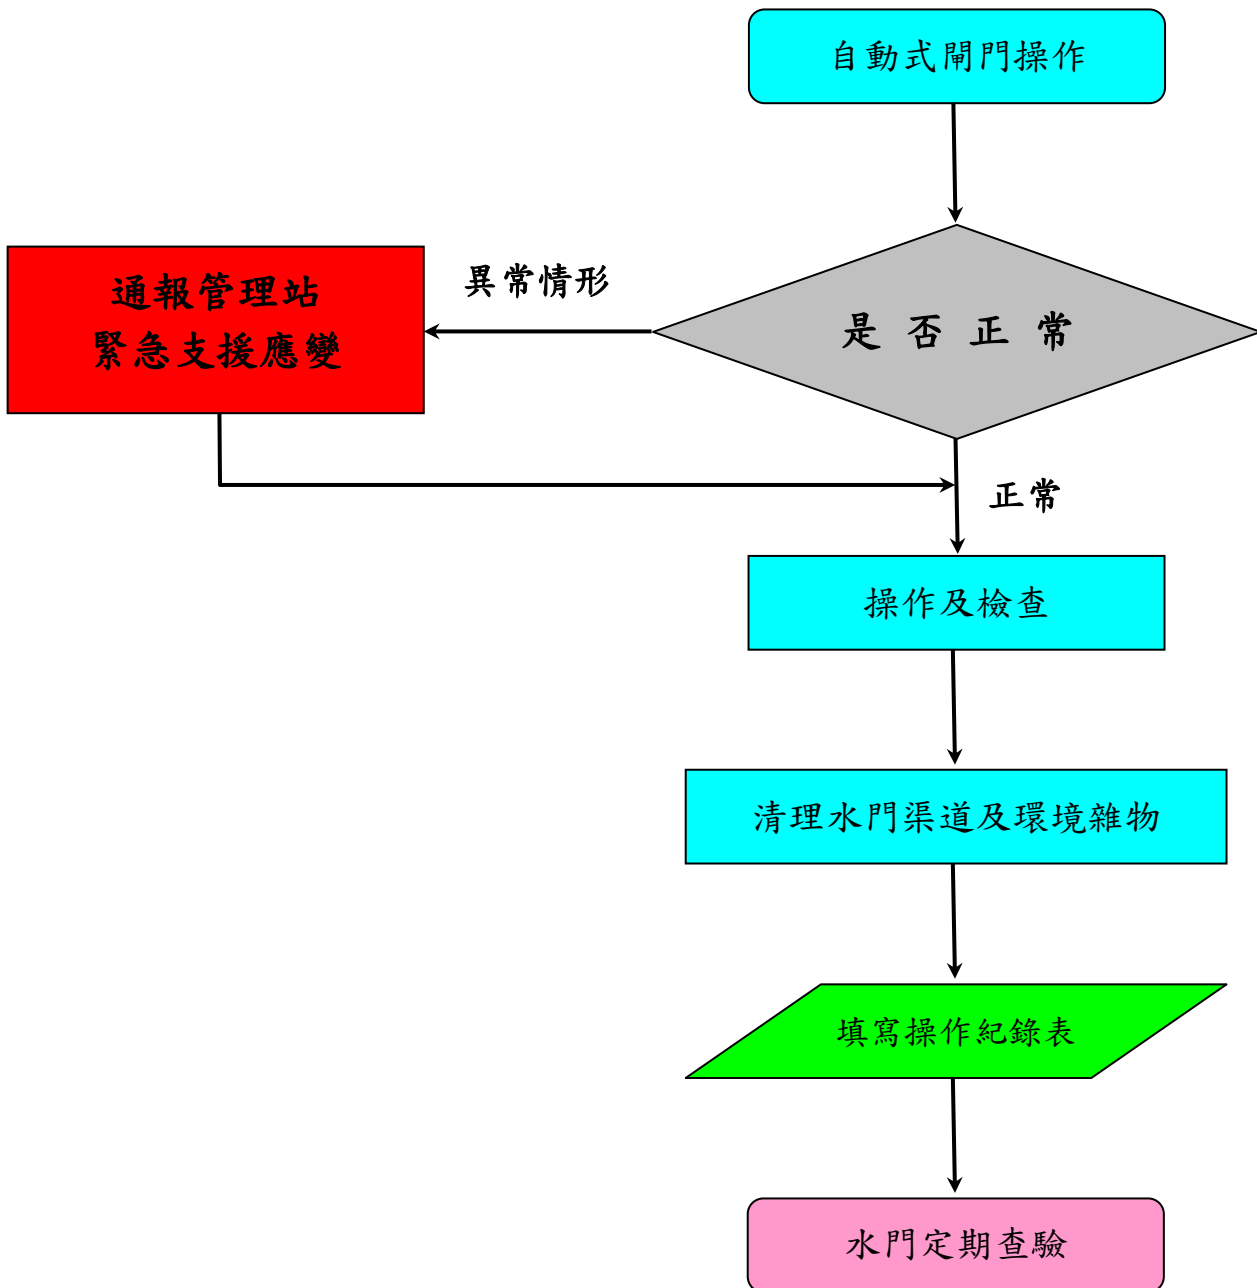 自動式閘門操作
異常情形
通報管理站
緊急支援應變
是否正常
正常
操作及檢查
清理水門渠道及環境雜物
填寫操作紀錄表
水門定期查驗